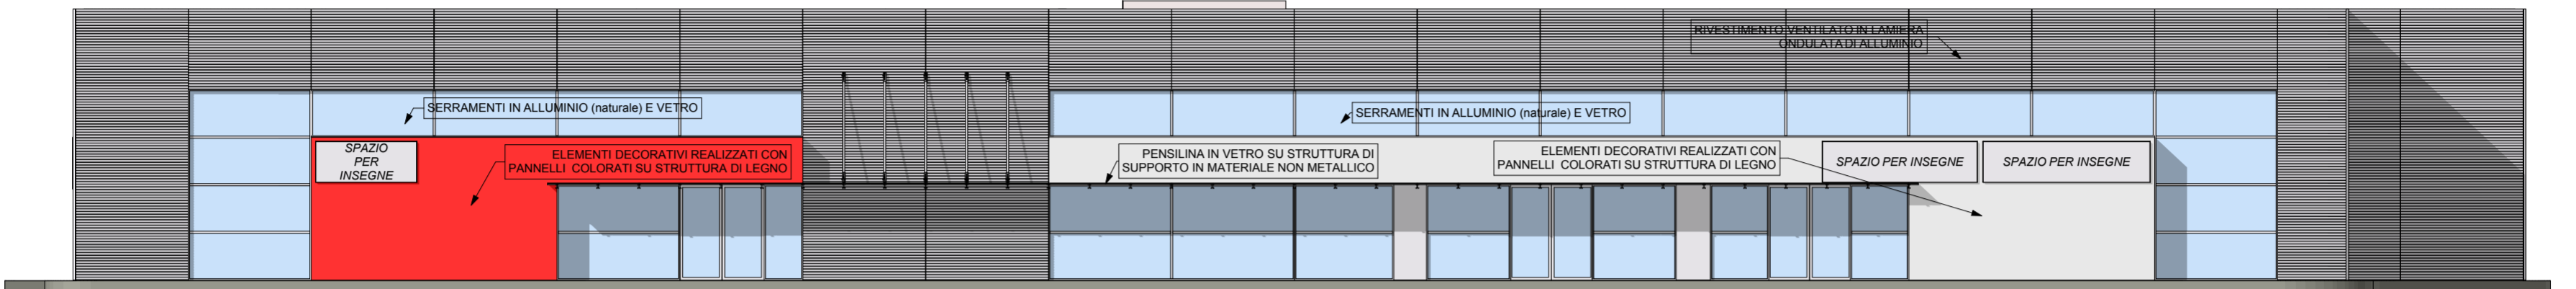 RIVESTIMENTO VENTILATO IN LAMIERA
ONDULATA DI ALLUMINIO
SERRAMENTI IN ALLUMINIO (naturale) E VETRO
SERRAMENTI IN ALLUMINIO (naturale) E VETRO
SPAZIO
PER
INSEGNE
ELEMENTI DECORATIVI REALIZZATI CON
PANNELLI COLORATI SU STRUTTURA DI LEGNO
PENSILINA IN VETRO SU STRUTTURA DI
SUPPORTO IN MATERIALE NON METALLICO
ELEMENTI DECORATIVI REALIZZATI CON
PANNELLI COLORATI SU STRUTTURA DI LEGNO
SPAZIO PER INSEGNE
SPAZIO PER INSEGNE